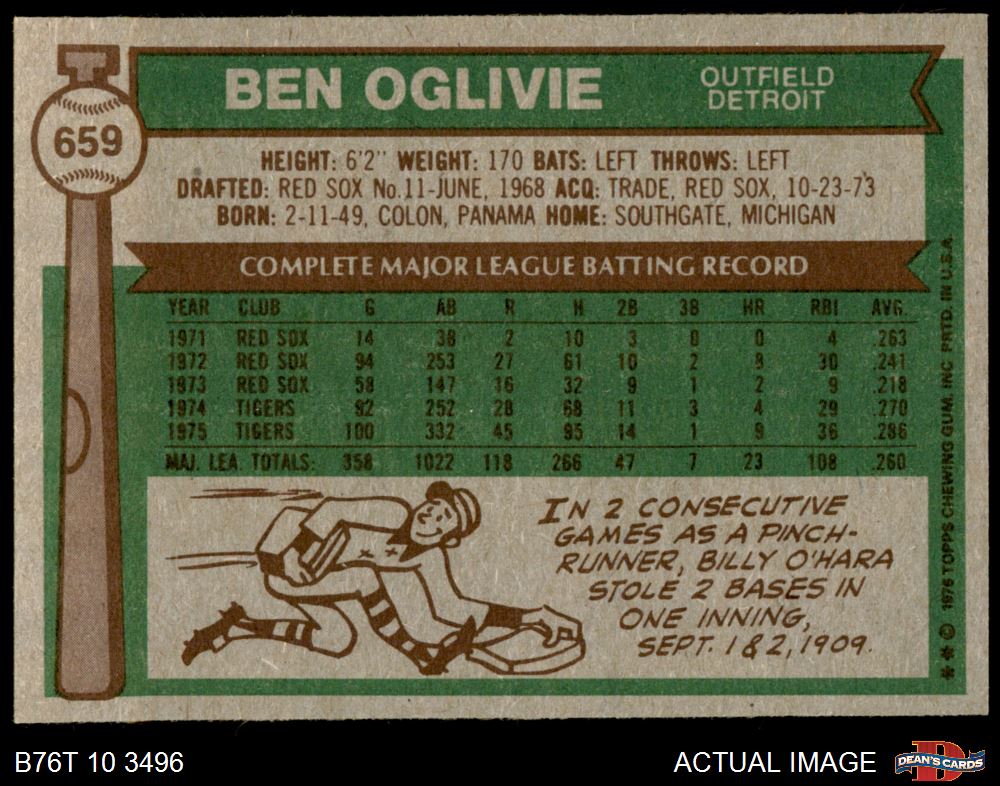 BEN OGLIVIE
OUTFIELD
DETROIT
659
HEIGHT: 6'2" WEIGHT: 170 BATS: LEFT THROWS: LEFT
DRAFTED: RED SOX No.11-JUNE, 1968 ACQ: TRADE, RED SOX, 10-23-73
BORN: 2-11-49, COLON, PANAMA HOME: SOUTHGATE, MICHIGAN
COMPLETE MAJOR LEAGUE BATTING RECORD
YEAR CLUB G AB R H 2B 3B HR RBI AVG.
1971 RED SOX 14 38 2 10 3 0 0 4 .263
1972 RED SOX 94 253 27 61 10 2 8 30 .241
1973 RED SOX 58 147 16 32 9 1 2 9 .218
1974 TIGERS 92 252 28 68 11 3 4 29 .270
1975 TIGERS 100 332 45 95 14 1 9 36 .286
MAJ. LEA. TOTALS: 358 1022 118 266 47 7 23 108 .260
IN 2 CONSECUTIVE
GAMES AS A PINCH-
RUNNER, BILLY O'HARA
STOLE 2 BASES IN
ONE INNING,
SEPT. 1 & 2, 1909.
** © 1976 TOPPS CHEWING GUM, INC PRTD. IN U.S.A.
B76T 10 3496
ACTUAL IMAGE
D
DEAN'S CARDS